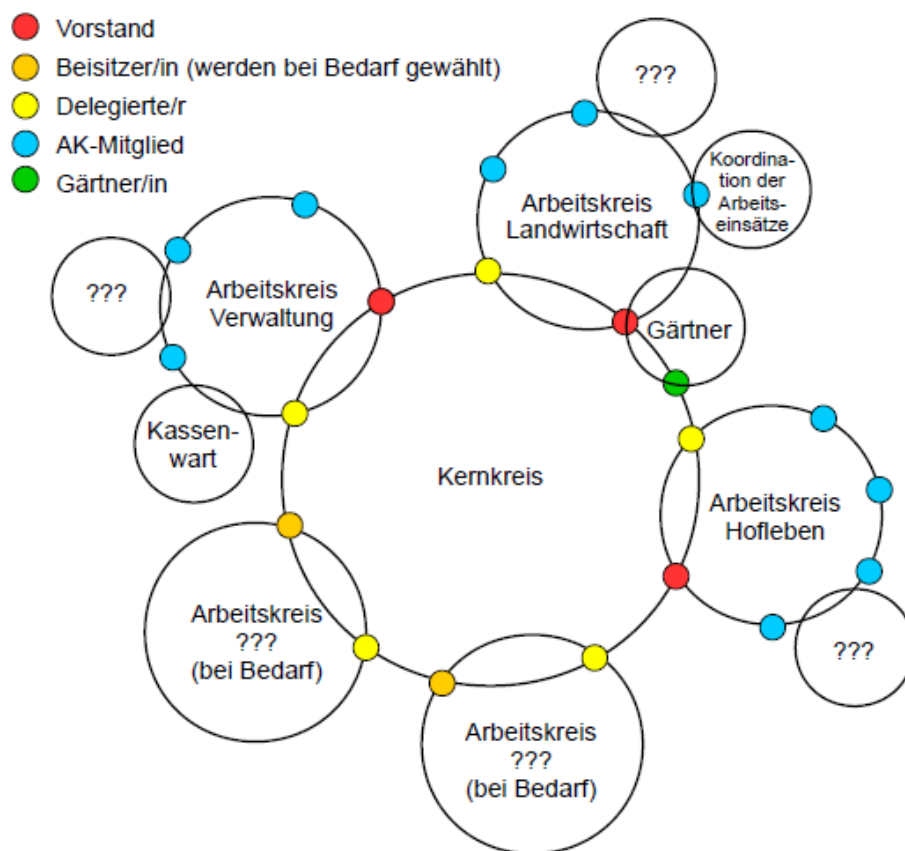 Vorstand
Beisitzer/in (werden bei Bedarf gewählt)
Delegierte/r
AK-Mitglied
Gärtner/in
???
Koordina-
tion der
Arbeits-
einsätze
Arbeitskreis
Landwirtschaft
???
Arbeitskreis
Verwaltung
Gärtner
Kassen-
wart
Kernkreis
Arbeitskreis
Hofleben
Arbeitskreis
???
(bei Bedarf)
???
Arbeitskreis
???
(bei Bedarf)